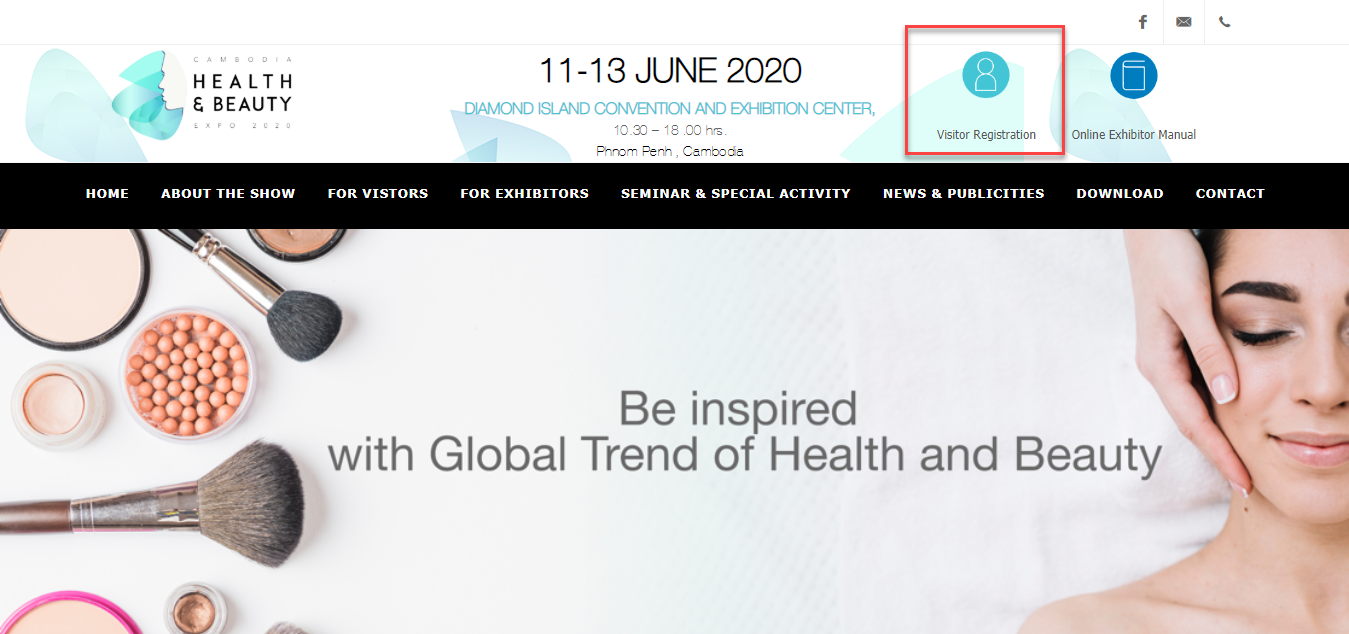 CAMBODIA
HEALTH
& BEAUTY
EXPO 2020
11-13 JUNE 2020
DIAMOND ISLAND CONVENTION AND EXHIBITION CENTER,
10.30 – 18 .00 hrs.
Phnom Penh , Cambodia
Visitor Registration
Online Exhibitor Manual
HOME
ABOUT THE SHOW
FOR VISTORS
FOR EXHIBITORS
SEMINAR & SPECIAL ACTIVITY
NEWS & PUBLICITIES
DOWNLOAD
CONTACT
Be inspired
with Global Trend of Health and Beauty